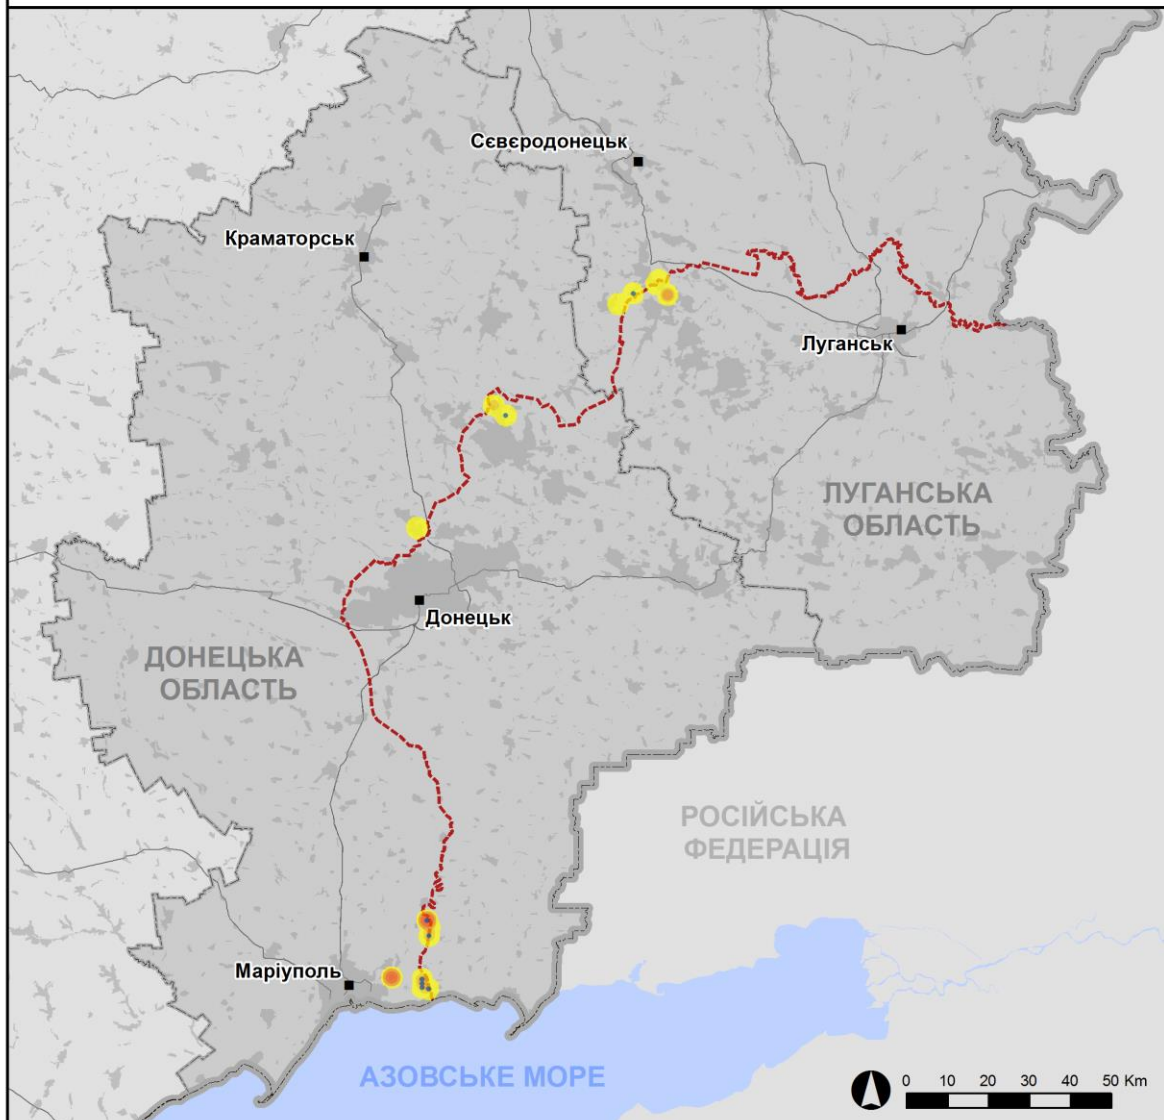 Сєвєродонецьк
Краматорськ
Луганськ
ЛУГАНСЬКА
ОБЛАСТЬ
Донецьк
ДОНЕЦЬКА
ОБЛАСТЬ
РОСІЙСЬКА
ФЕДЕРАЦІЯ
Маріуполь
АЗОВСЬКЕ МОРЕ
0 10 20 30 40 50 Km